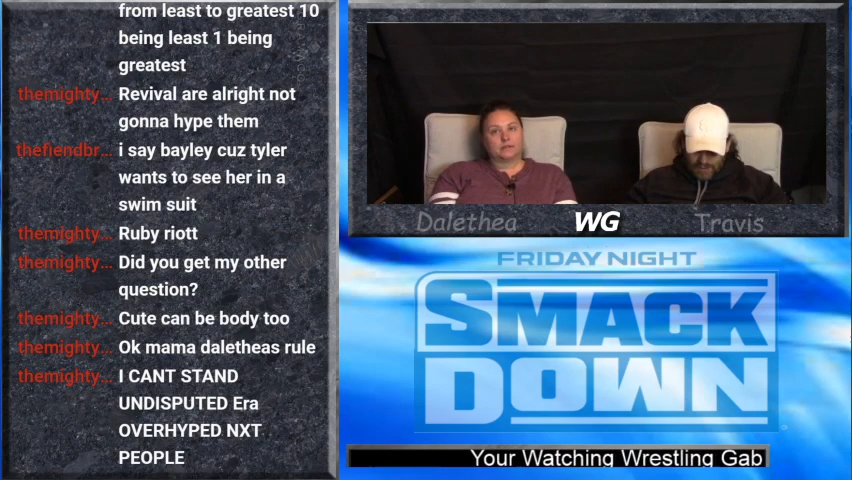 from least to greatest 10
being least 1 being
greatest
themighty... Revival are alright not
gonna hype them
thefiendbr... i say bayley cuz tyler
wants to see her in a
swim suit
themighty... Ruby riott
themighty... Did you get my other
question?
themighty... Cute can be body too
themighty... Ok mama daletheas rule
themighty... I CANT STAND
UNDISPUTED Era
OVERHYPED NXT
PEOPLE
Dalethea WG Travis
FRIDAY NIGHT
SMACK
DOWN
Your Watching Wrestling Gab